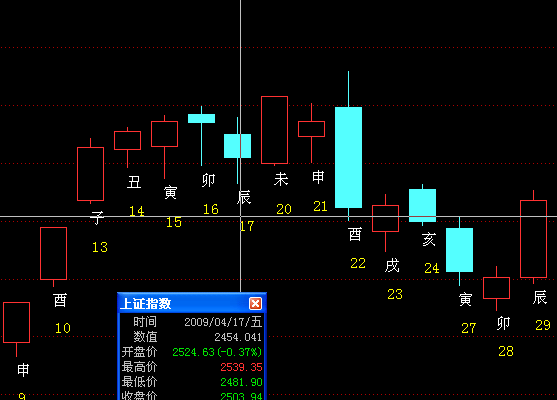 丑
寅
卯
辰
未
申
子
14
15
16
17
20
21
13
酉
亥
22
戌
24
23
酉
10
寅
卯
辰
27
28
29
申
9
上证指数
时间 2009/04/17/五
数值 2454.041
开盘价 2524.63(-0.37%)
最高价 2539.35
最低价 2481.90
收盘价 2503.94